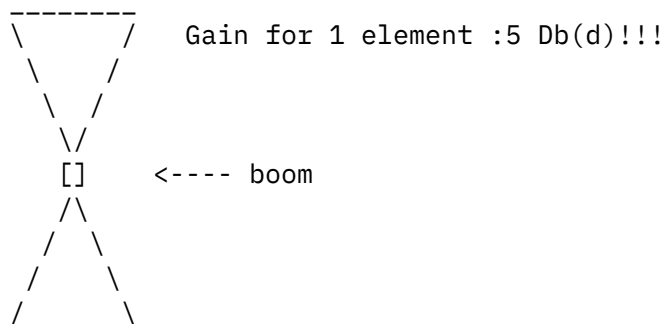 Gain for 1 element :5 Db(d)!!!
[] <---- boom